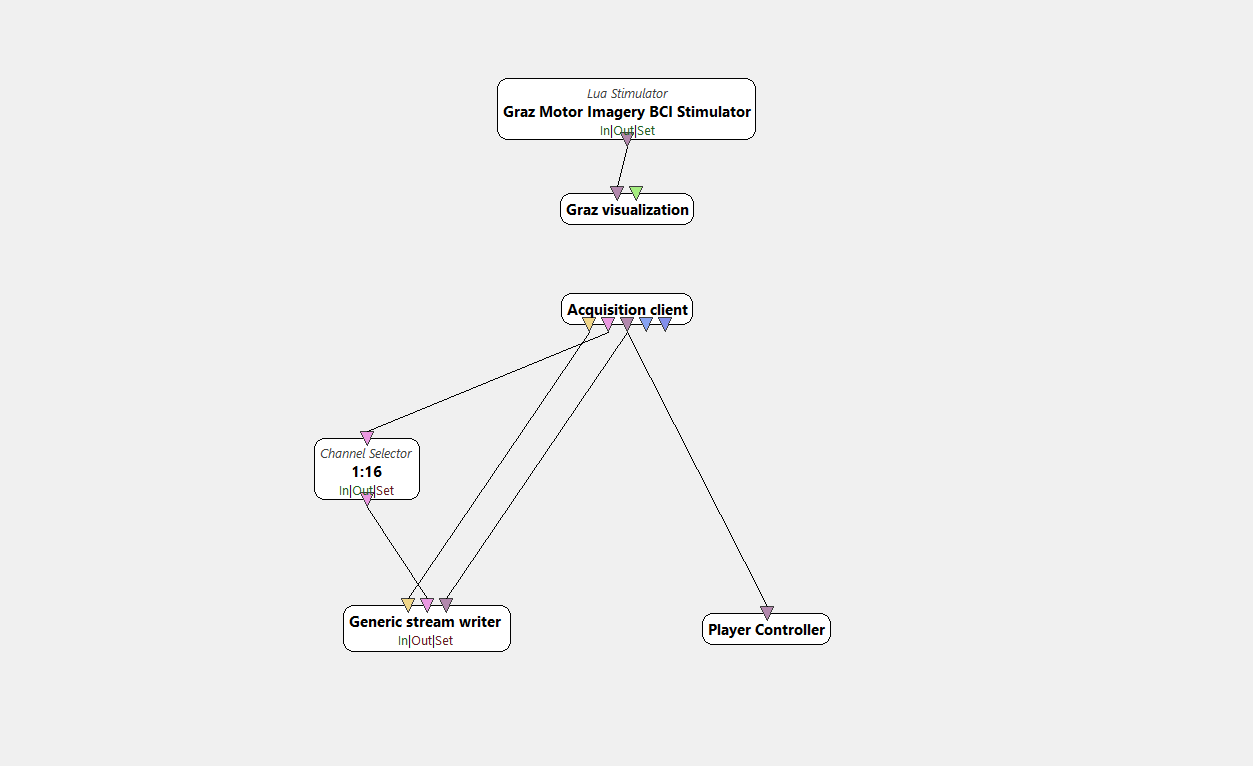 Lua Stimulator
Graz Motor Imagery BCI Stimulator
In|Out|Set
Graz visualization
Acquisition client
Channel Selector
1:16
In|Out|Set
Generic stream writer
In|Out|Set
Player Controller